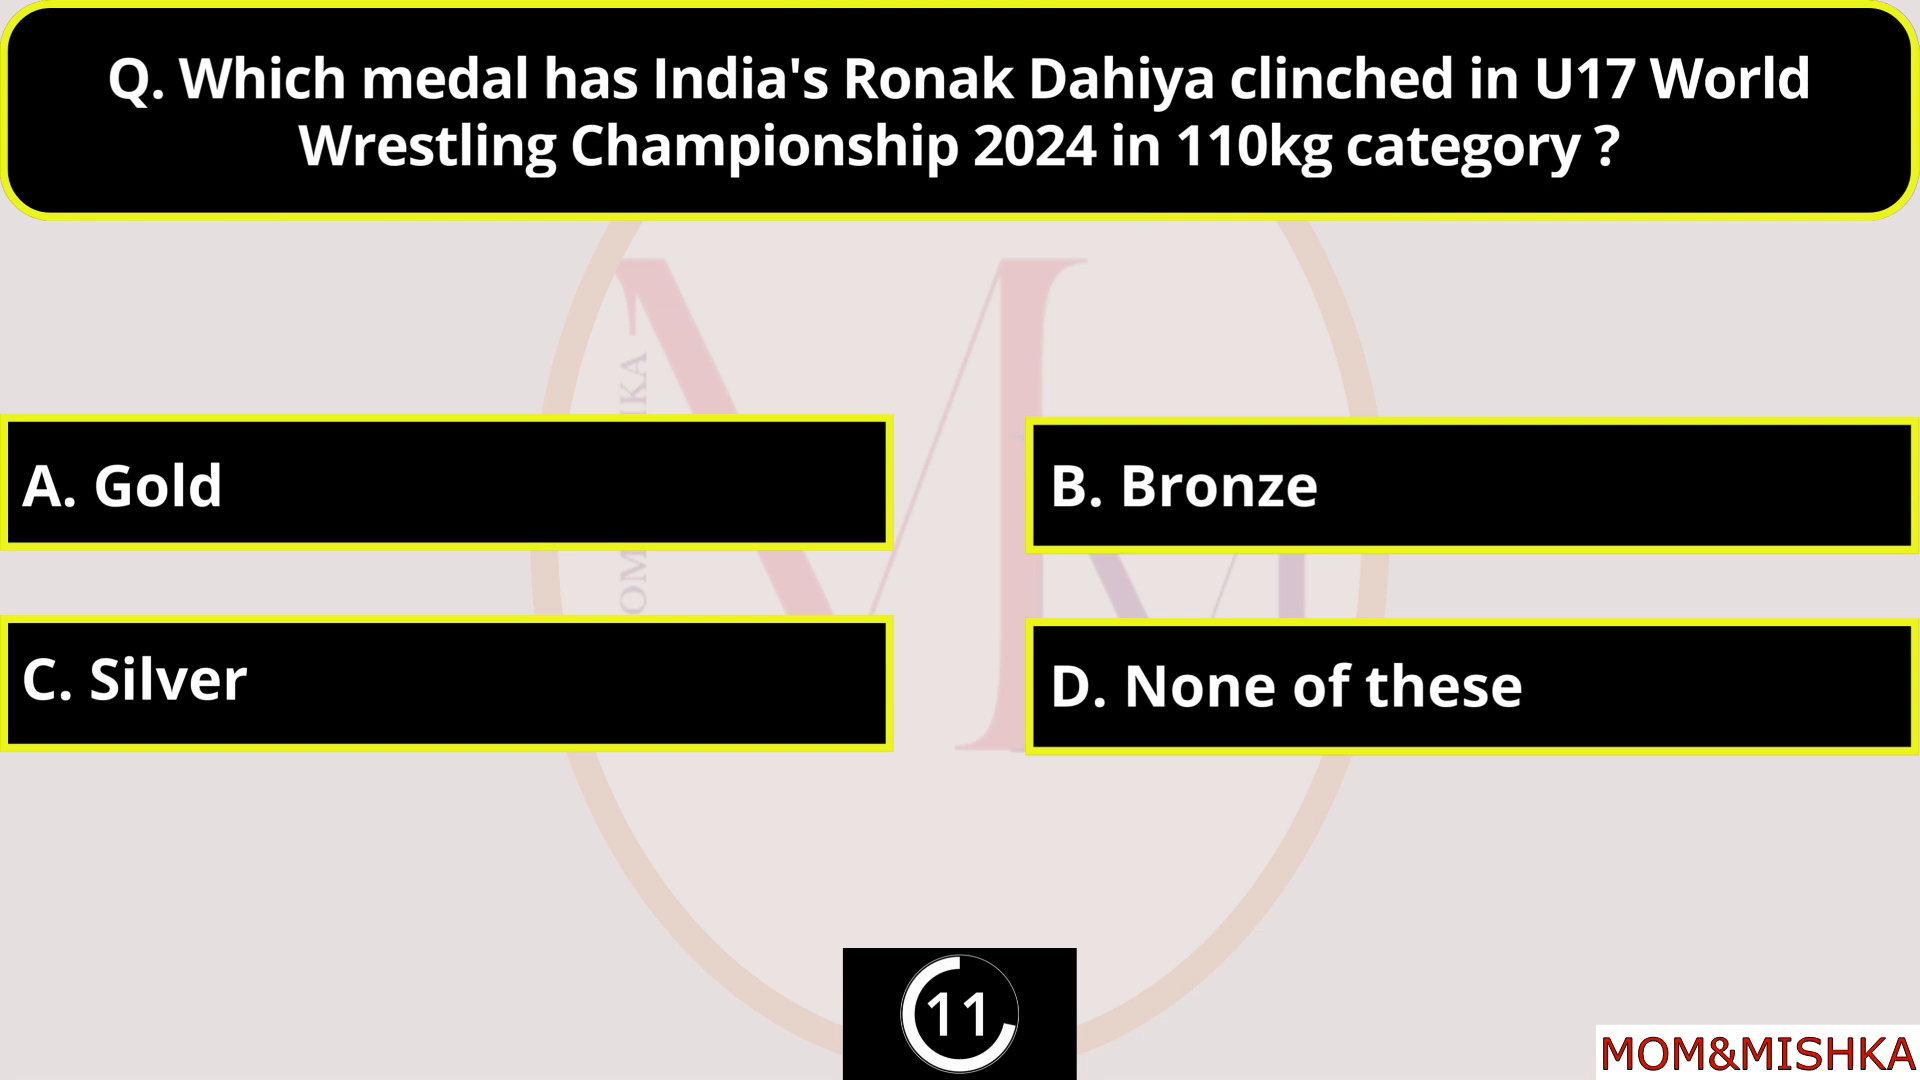 Q. Which medal has India's Ronak Dahiya clinched in U17 World
Wrestling Championship 2024 in 110kg category ?
A. Gold
B. Bronze
C. Silver
D. None of these
11
MOM&MISHKA